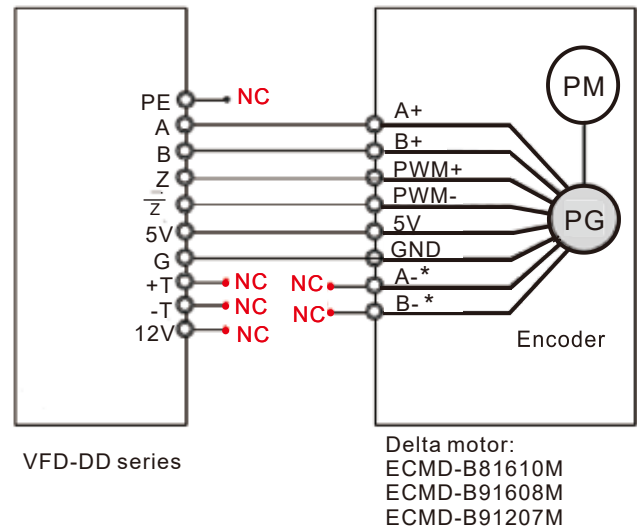 PE NC
A A+
B B+
Z PWM+
Z PWM-
5V 5V
G GND
+T NC NC A-*
-T NC NC B-*
12V NC
PM
PG
Encoder
VFD-DD series
Delta motor:
ECMD-B81610M
ECMD-B91608M
ECMD-B91207M